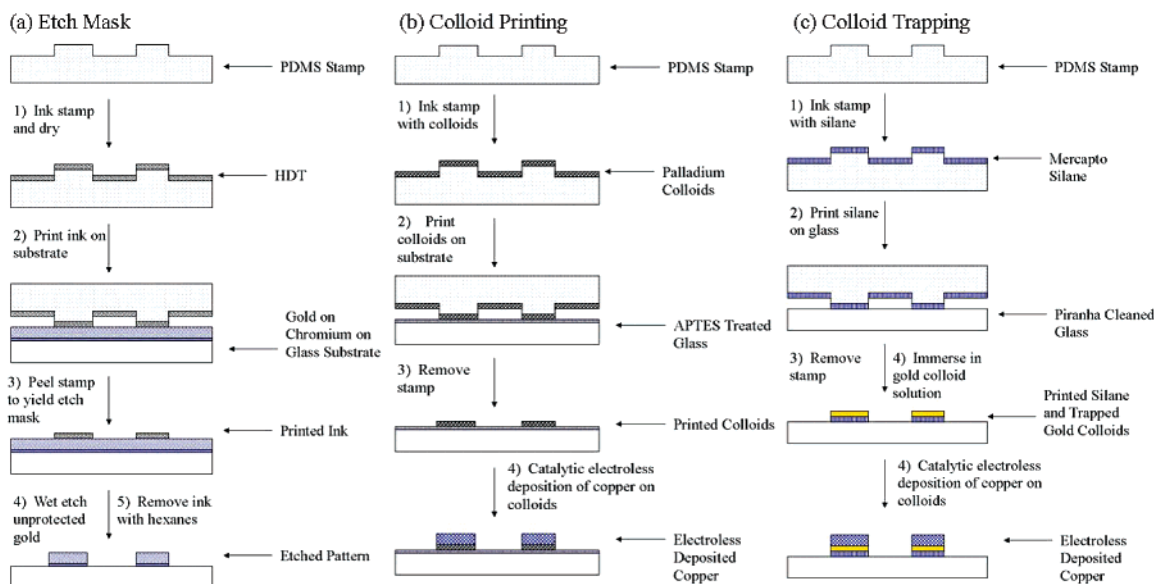 (a) Etch Mask
PDMS Stamp
1) Ink stamp
and dry
HDT
2) Print ink on
substrate
Gold on
Chromium on
Glass Substrate
3) Peel stamp
to yield etch
mask
Printed Ink
4) Wet etch
unprotected
gold
5) Remove ink
with hexanes
Etched Pattern
(b) Colloid Printing
PDMS Stamp
1) Ink stamp
with colloids
Palladium
Colloids
2) Print
colloids on
substrate
APTES Treated
Glass
3) Remove
stamp
Printed Colloids
4) Catalytic electroless
deposition of copper on
colloids
Electroless
Deposited
Copper
(c) Colloid Trapping
PDMS Stamp
1) Ink stamp
with silane
Mercapto
Silane
2) Print silane
on glass
Piranha Cleaned
Glass
3) Remove
stamp
4) Immerse in
gold colloid
solution
Printed Silane
and Trapped
Gold Colloids
4) Catalytic electroless
deposition of copper on
colloids
Electroless
Deposited
Copper